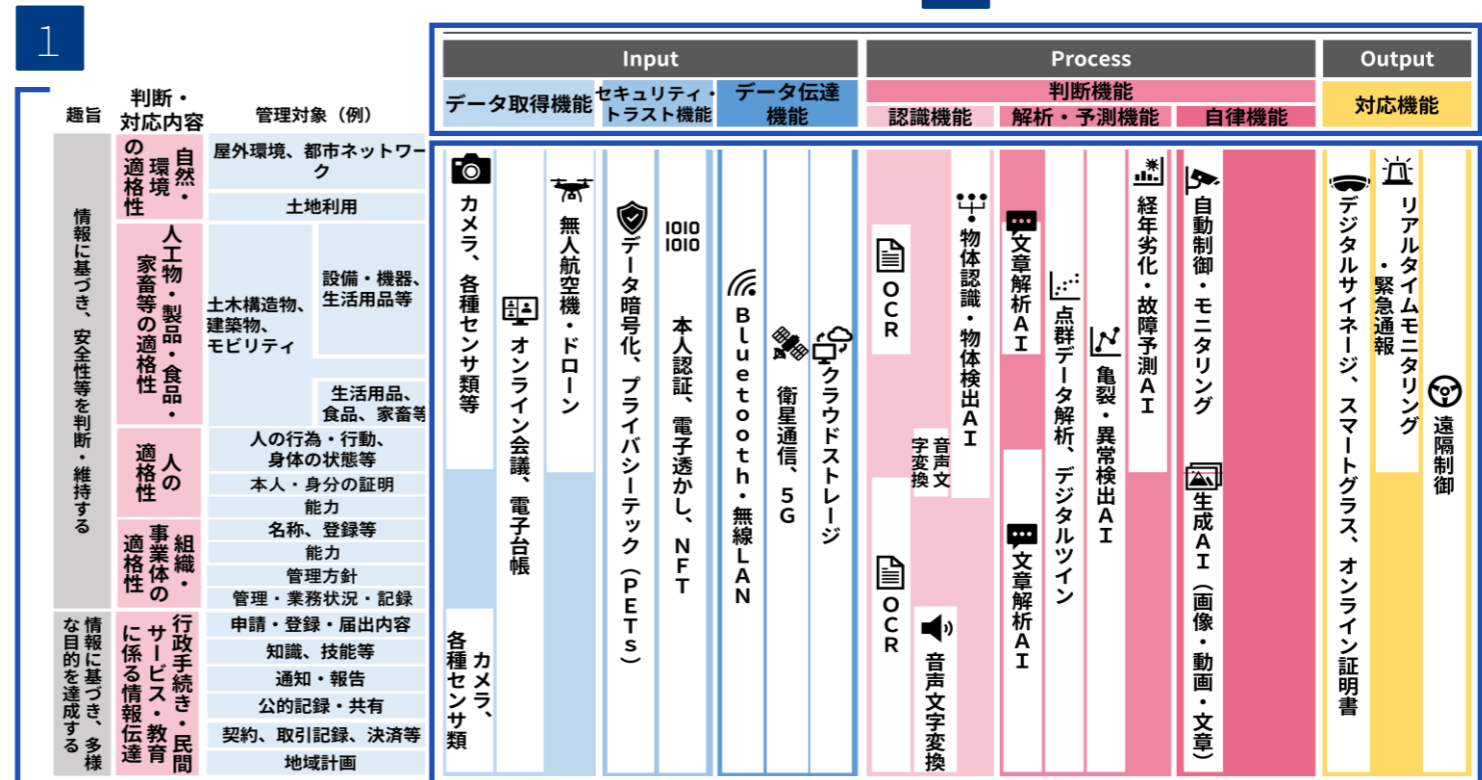 1
Input
Process
Output
データ取得機能
セキュリティ・
トラスト機能
データ伝達
機能
判断機能
認識機能
解析・予測機能
自律機能
対応機能
趣旨
判断・
対応内容
管理対象（例）
情報に基づき、安全性等を判断・維持する
自然・
環境
の適格性
屋外環境、都市ネットワー
ク
土地利用
人工物・製品・食品・
家畜等の適格性
土木構造物、
建築物、
モビリティ
設備・機器、
生活用品等
生活用品、
食品、家畜等
人の
適格性
人の行為・行動、
身体の状態等
本人・身分の証明
能力
組織・
事業体の
適格性
名称、登録等
能力
管理方針
管理・業務状況・記録
情報に基づき、多様
な目的を達成する
行政手続き・民間
サービス・教育
に係る情報伝達
申請・登録・届出内容
知識、技能等
通知・報告
公的記録・共有
契約、取引記録、決済等
地域計画
カメラ、各種センサ類等
カメラ、
各種センサ類
オンライン会議、電子台帳
無人航空機・ドローン
データ暗号化、プライバシーテック（PETs）
1010
1010
本人認証、電子透かし、NFT
Bluetooth・無線LAN
衛星通信、5G
クラウドストレージ
OCR
OCR
音声文
字変換
音声文字変換
・物体認識・物体検出AI
文章解析AI
文章解析AI
点群データ解析、デジタルツイン
亀裂・異常検出AI
経年劣化・故障予測AI
自動制御・モニタリング
生成AI（画像・動画・文章）
デジタルサイネージ、スマートグラス、オンライン証明書
リアルタイムモニタリング
・緊急通報
遠隔制御